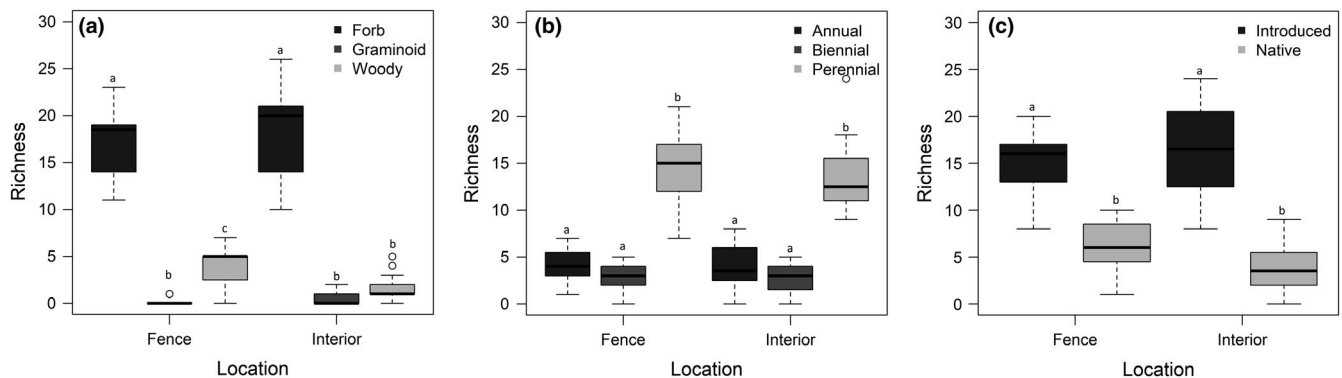 (a)
Forb
Graminoid
Woody
30
25
20
15
10
5
0
Richness
a
b
c
a
b
b
Fence
Interior
Location
(b)
Annual
Biennial
Perennial
30
25
20
15
10
5
0
Richness
a
a
b
a
a
b
Fence
Interior
Location
(c)
Introduced
Native
30
25
20
15
10
5
0
Richness
a
b
a
b
Fence
Interior
Location